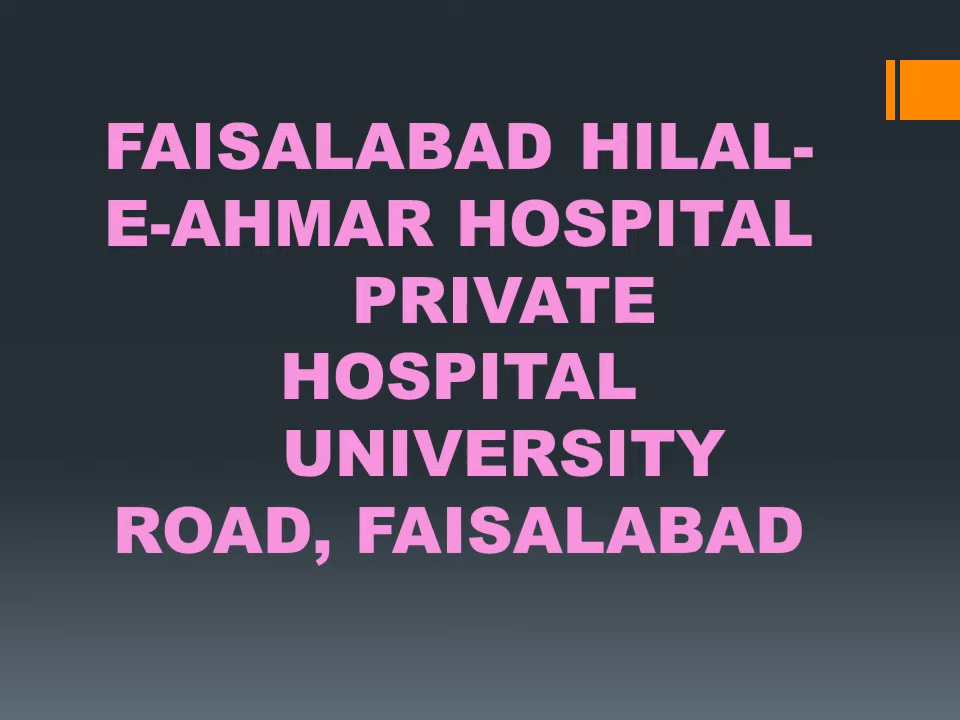 FAISALABAD HILAL-
E-AHMAR HOSPITAL
PRIVATE
HOSPITAL
UNIVERSITY
ROAD, FAISALABAD